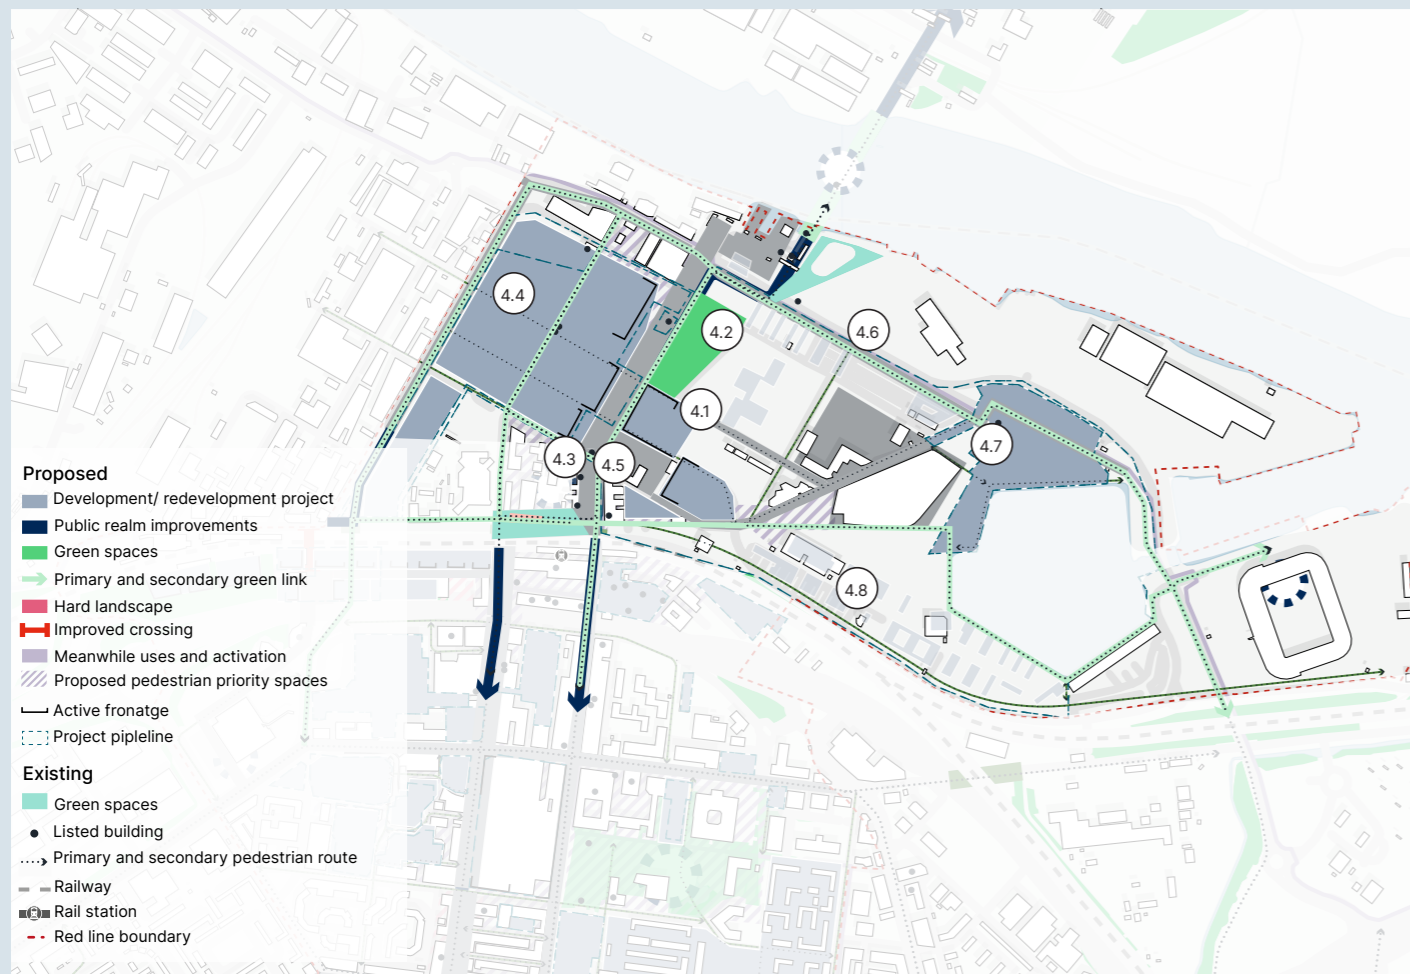 4.4
4.2
4.6
4.1
4.3
4.5
4.7
4.8
Proposed
Development/ redevelopment project
Public realm improvements
Green spaces
Primary and secondary green link
Hard landscape
Improved crossing
Meanwhile uses and activation
Proposed pedestrian priority spaces
Active fronatge
Project pipleline
Existing
Green spaces
Listed building
Primary and secondary pedestrian route
Railway
Rail station
Red line boundary